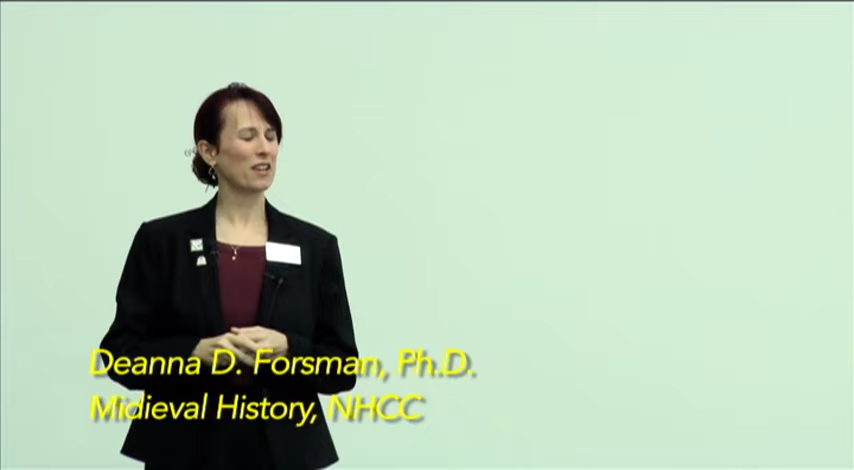 Deanna D. Forsman, Ph.D.
Midieval History, NHCC